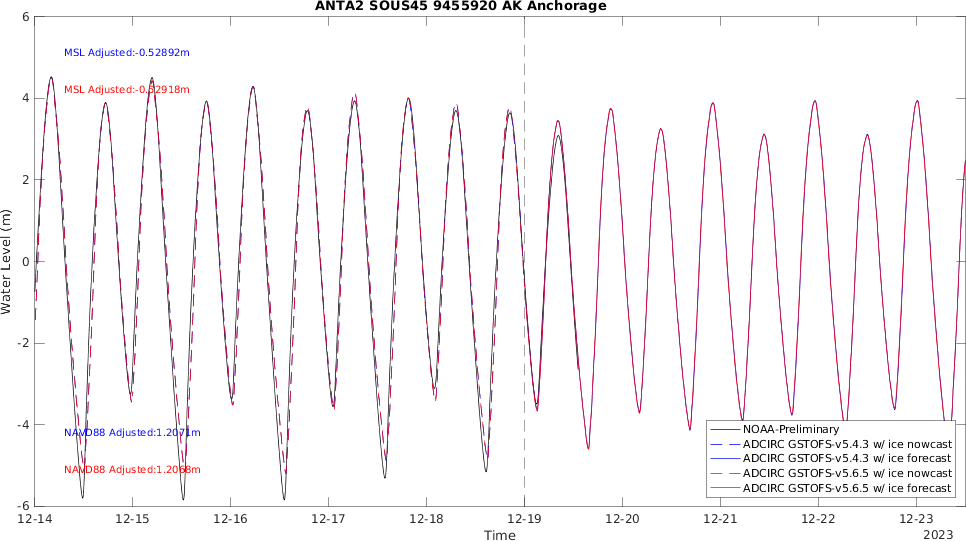 ANTA2 SOUS45 9455920 AK Anchorage
6
MSL Adjusted:-0.52892m
MSL Adjusted:-0.52918m
4
2
0
-2
-4
-6
Water Level (m)
NAVD88 Adjusted:1.2071m
NAVD88 Adjusted:1.2068m
NOAA-Preliminary
ADCIRC GSTOFS-v5.4.3 w/ ice nowcast
ADCIRC GSTOFS-v5.4.3 w/ ice forecast
ADCIRC GSTOFS-v5.6.5 w/ ice nowcast
ADCIRC GSTOFS-v5.6.5 w/ ice forecast
12-14 12-15 12-16 12-17 12-18 12-19 12-20 12-21 12-22 12-23
Time
2023